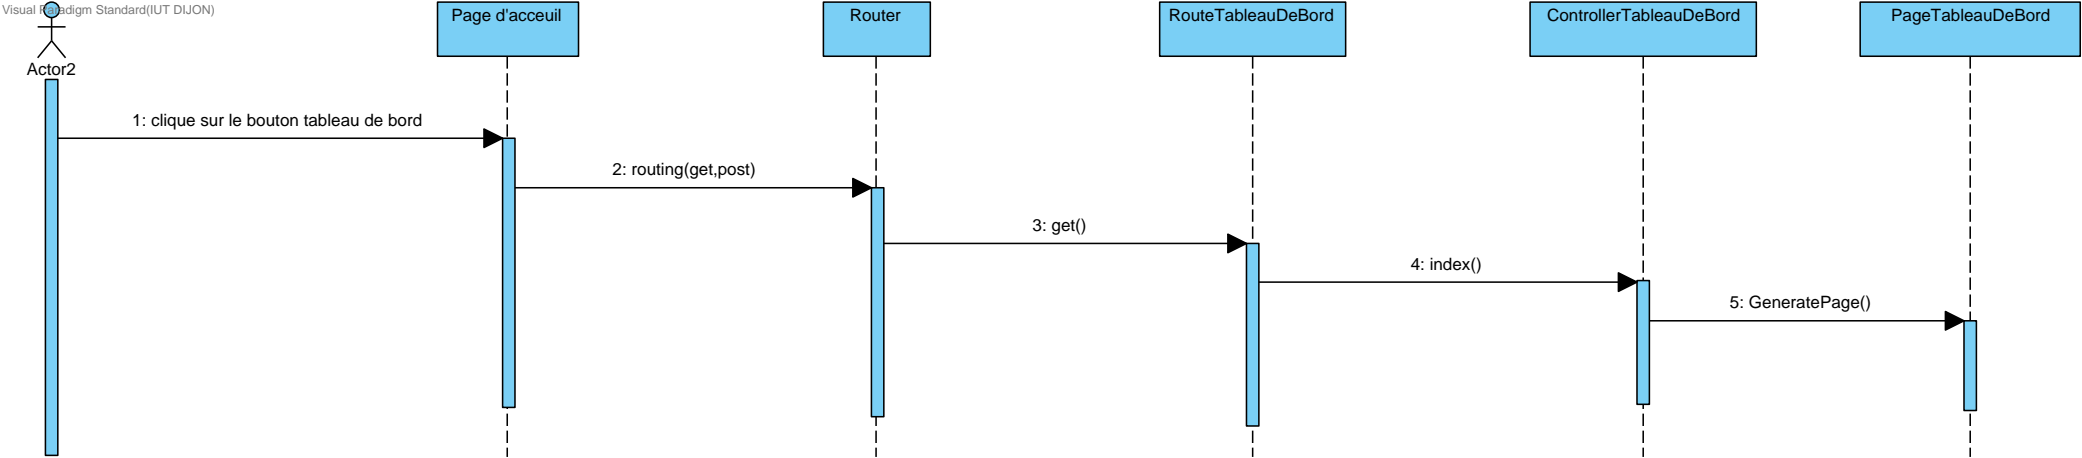 Visual Paradigm Standard(IUT DIJON)
Page d'acceuil
Router
RouteTableauDeBord
ControllerTableauDeBord
PageTableauDeBord
Actor2
1: clique sur le bouton tableau de bord
2: routing(get,post)
3: get()
4: index()
5: GeneratePage()